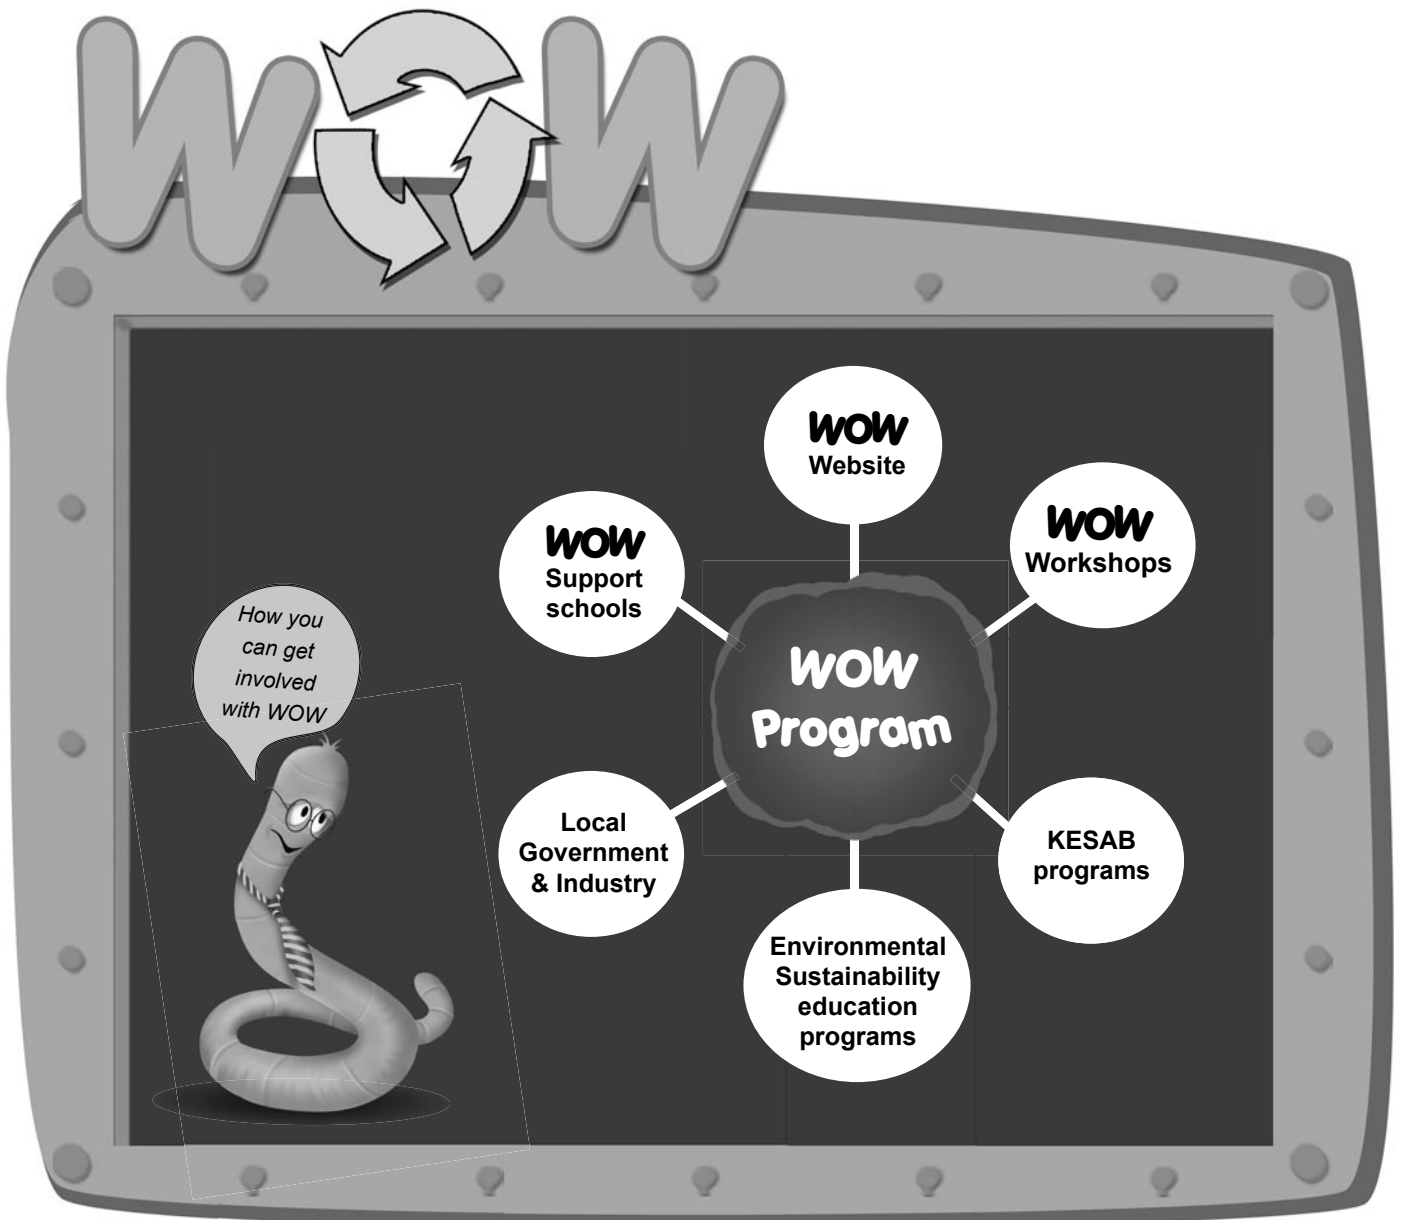 WOW
WOW
Website
WOW
Workshops
WOW
Support
schools
How you
can get
involved
with WOW
WOW
Program
Local
Government
& Industry
KESAB
programs
Environmental
Sustainability
education
programs